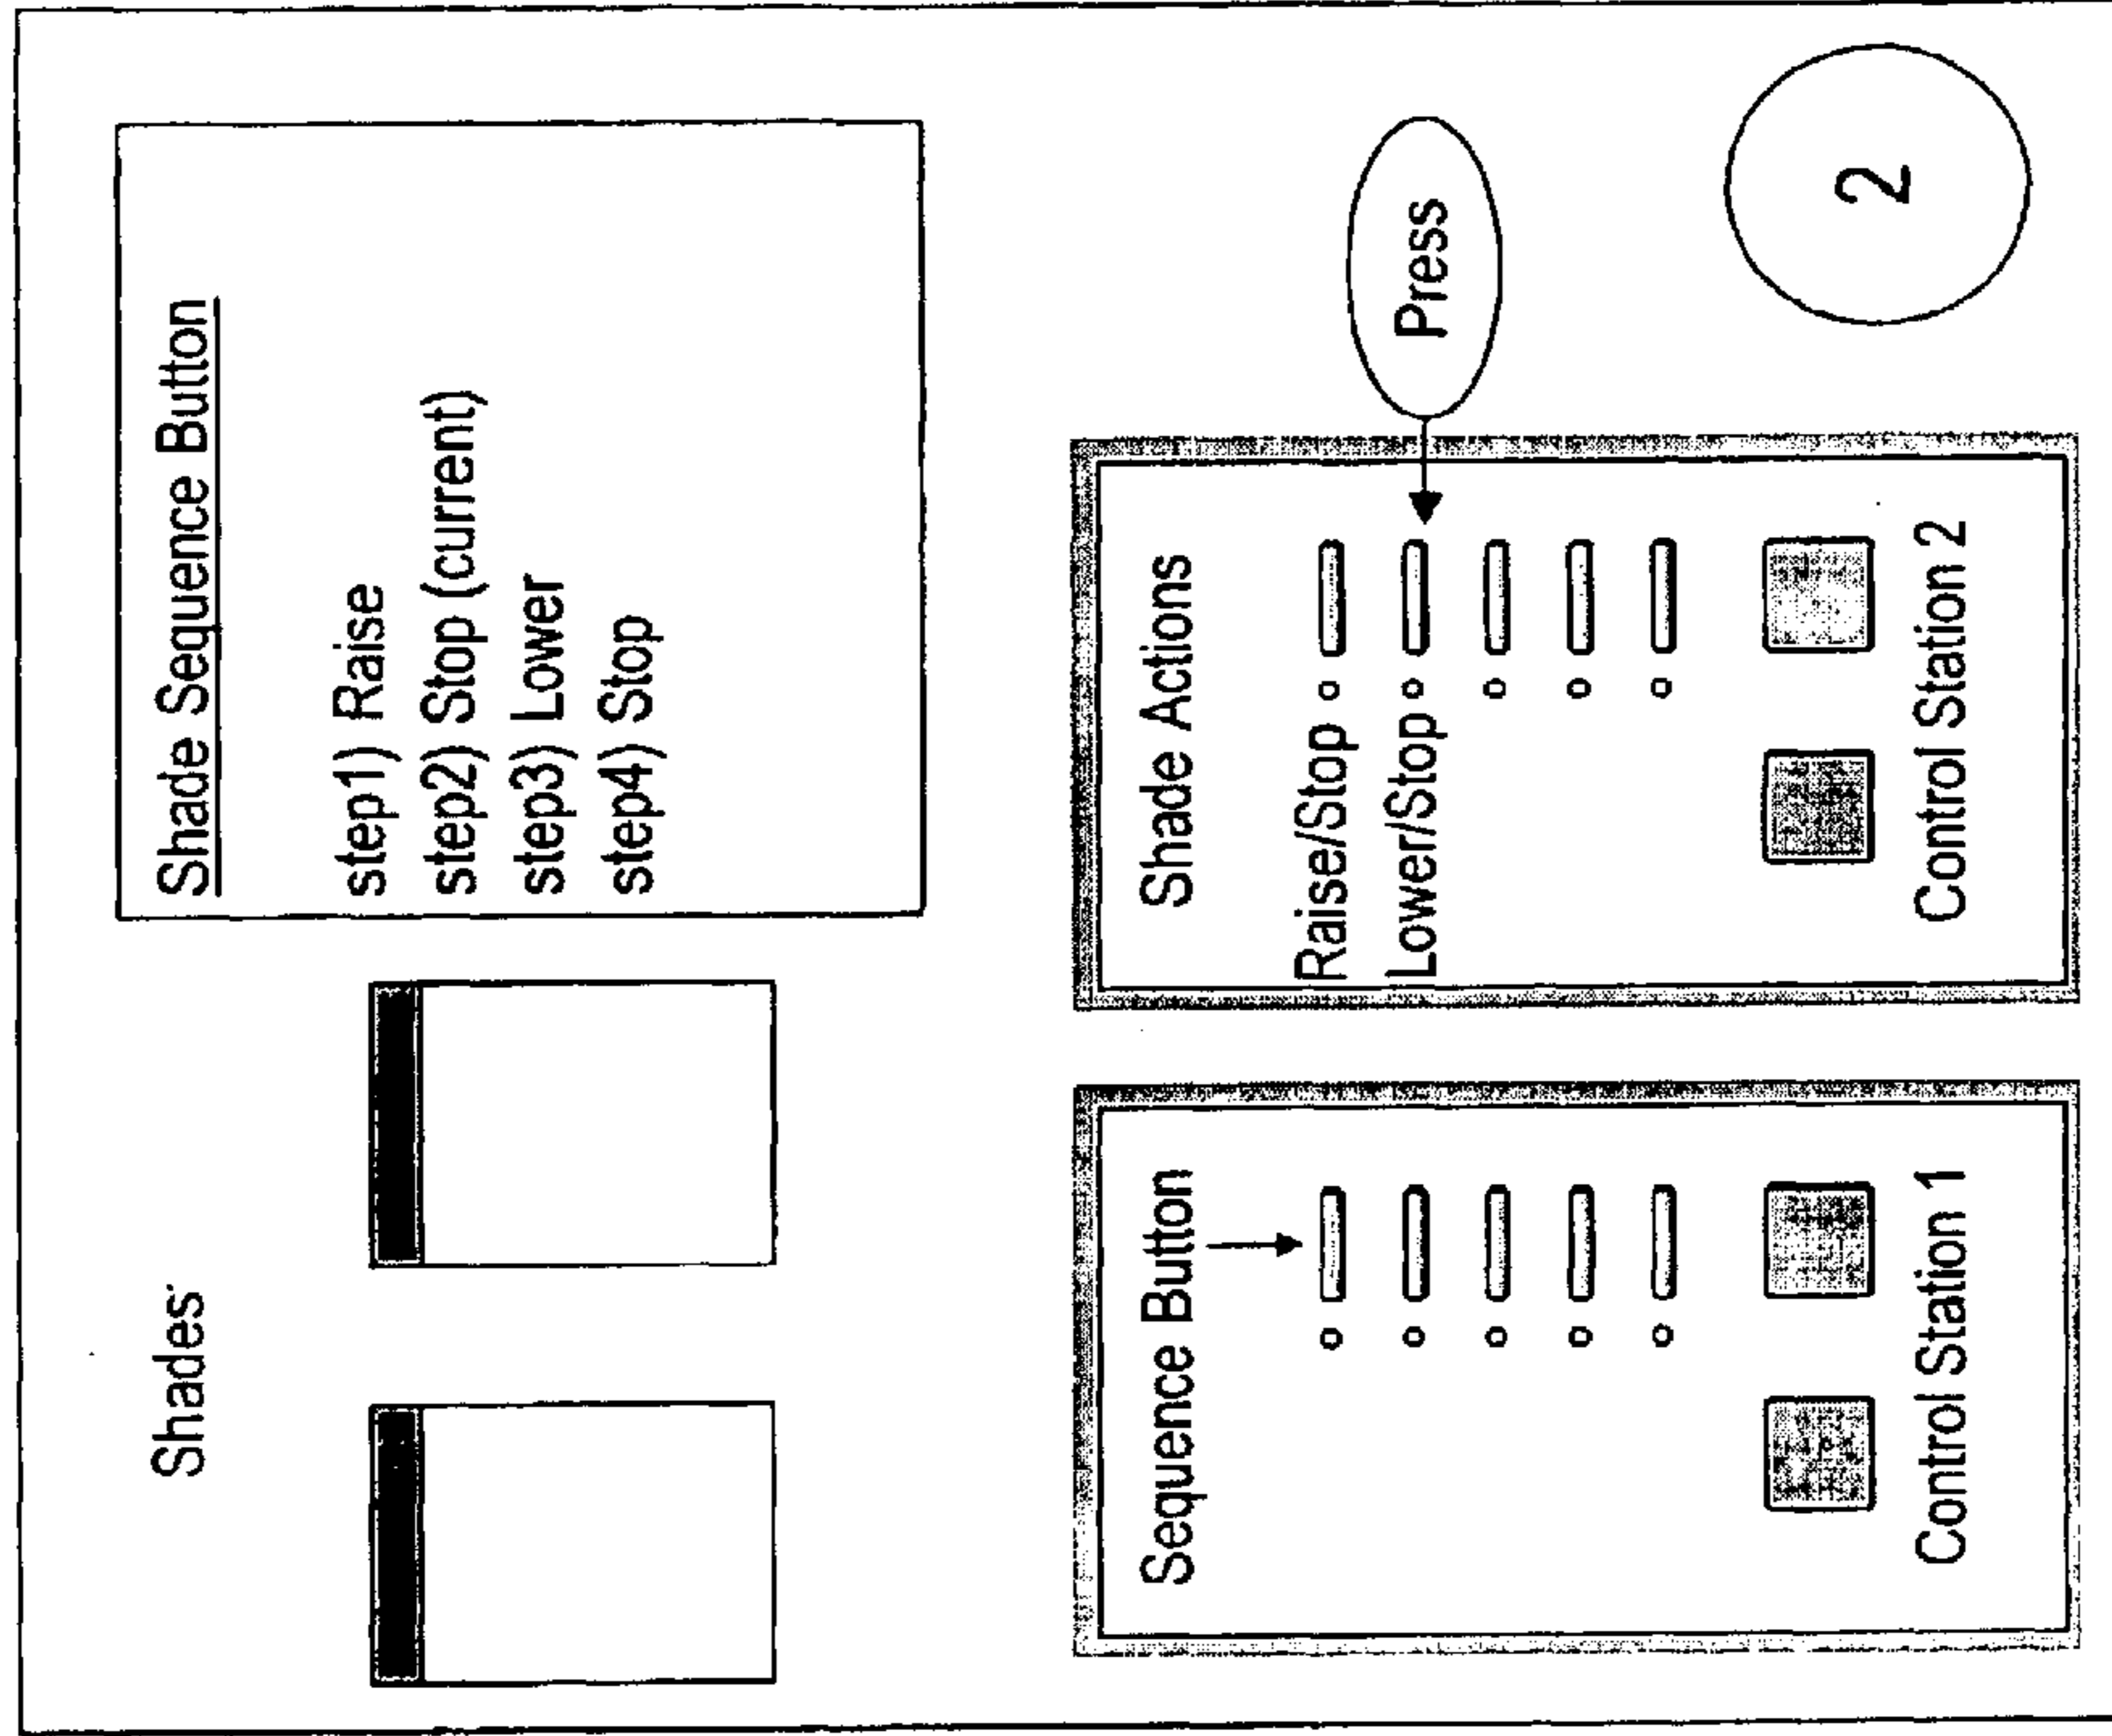 Shades
Shade Sequence Button
step1) Raise
step2) Stop (current)
step3) Lower
step4) Stop
Sequence Button
Control Station 1
Shade Actions
Raise/Stop
Lower/Stop
Control Station 2
Press
2